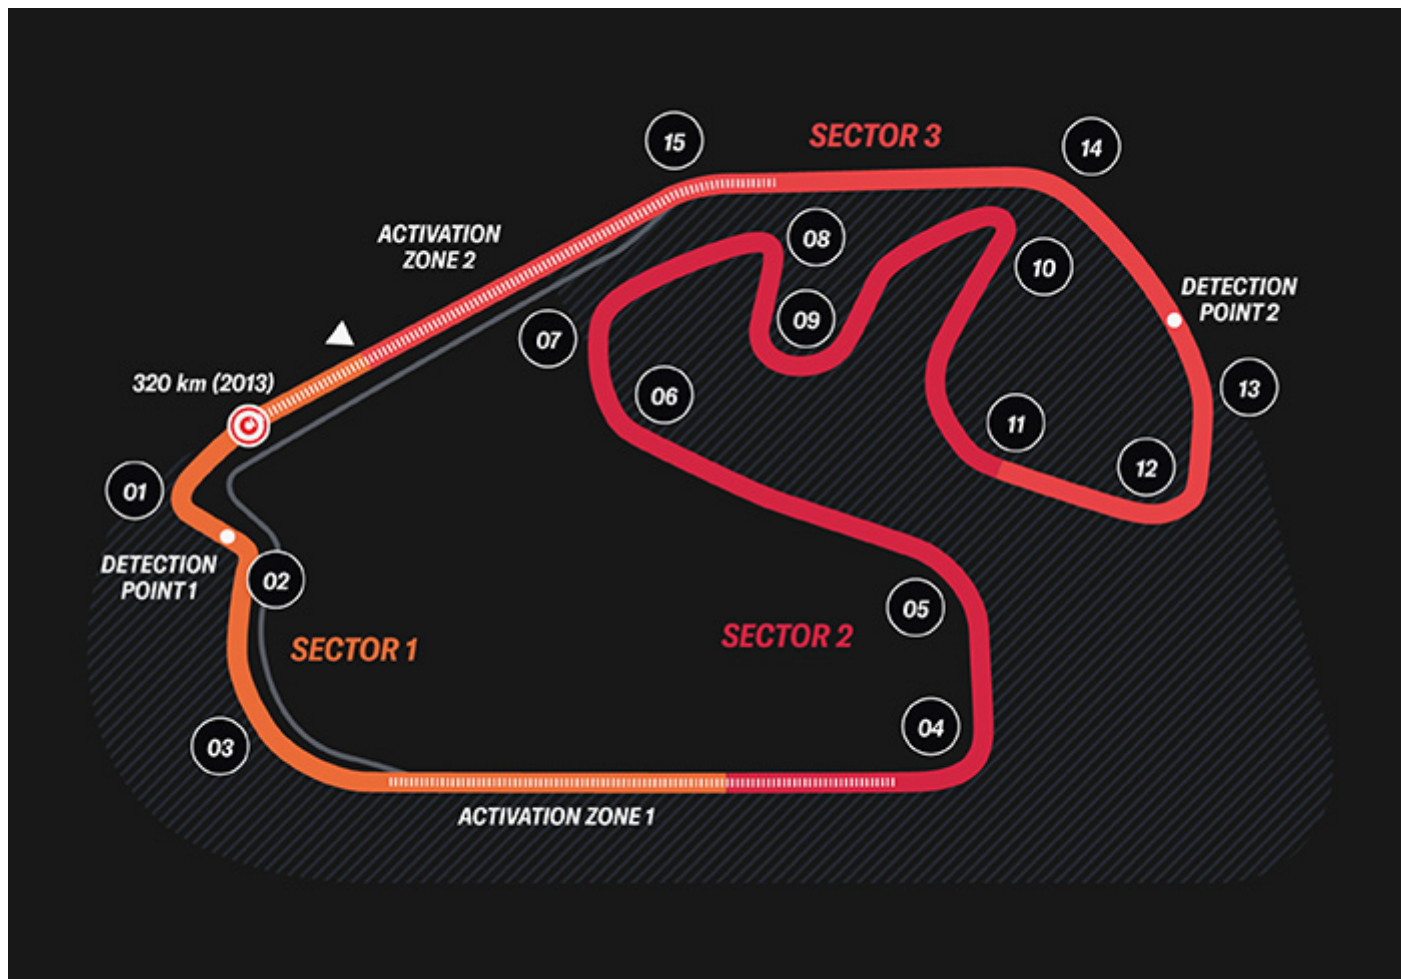 15
SECTOR 3
14
ACTIVATION
ZONE 2
08
10
DETECTION
POINT 2
09
07
320 km (2013)
13
06
11
12
01
DETECTION
POINT 1
02
05
SECTOR 1
SECTOR 2
04
03
ACTIVATION ZONE 1